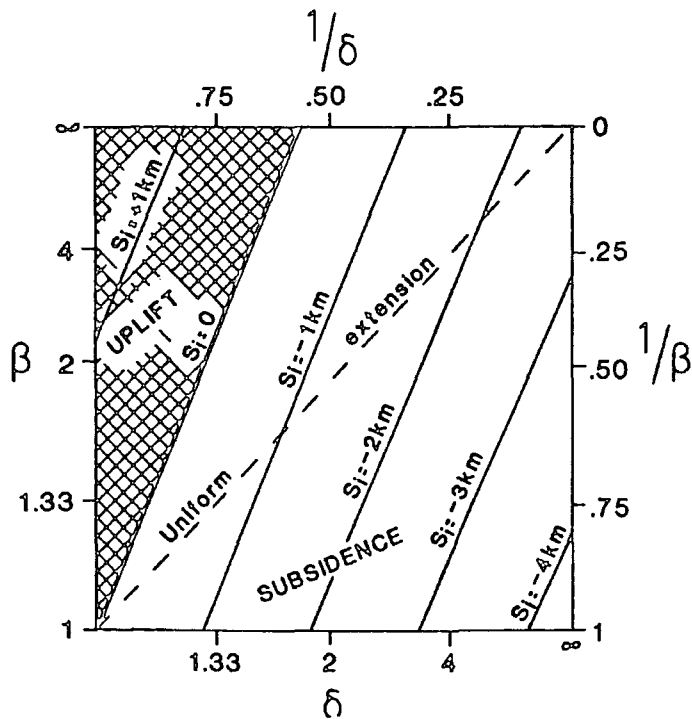 1/δ
.75 .50 .25
∞ 0
Si=+1km
4 .25
UPLIFT
Si=0
Si=-1km
extension
β 2 .50 1/β
Si=-2km
Uniform
Si=-3km
1.33 .75
SUBSIDENCE
Si=-4km
1 1
1.33 2 4 ∞
δ